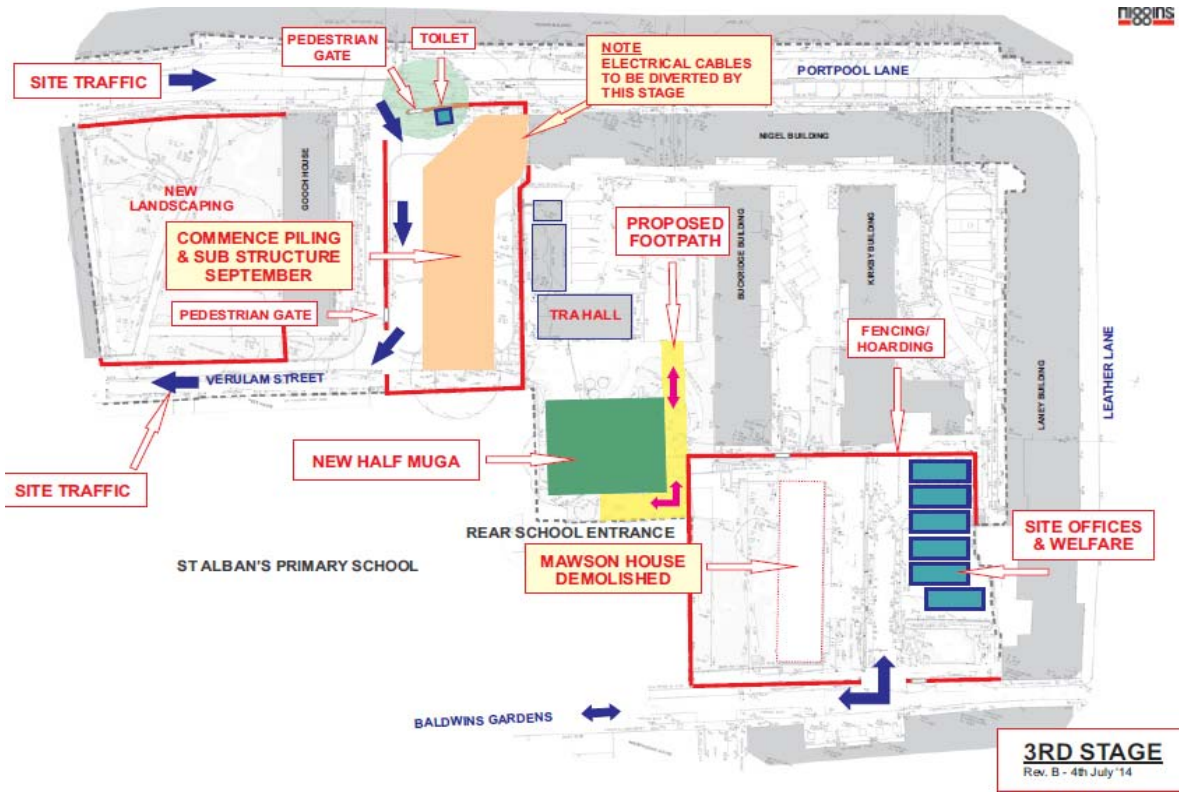 Higgins
PEDESTRIAN
GATE
TOILET
NOTE
ELECTRICAL CABLES
TO BE DIVERTED BY
THIS STAGE
SITE TRAFFIC
PORTPOOL LANE
NIGEL BUILDING
GOOCH HOUSE
NEW
LANDSCAPING
COMMENCE PILING
& SUB STRUCTURE
SEPTEMBER
PROPOSED
FOOTPATH
BUCKRIDGE BUILDING
KIRKBY BUILDING
PEDESTRIAN GATE
TRA HALL
FENCING/
HOARDING
VERULAM STREET
LANEY BUILDING
LEATHER LANE
NEW HALF MUGA
SITE TRAFFIC
REAR SCHOOL ENTRANCE
SITE OFFICES
& WELFARE
ST ALBAN'S PRIMARY SCHOOL
MAWSON HOUSE
DEMOLISHED
BALDWINS GARDENS
3RD STAGE
Rev. B - 4th July '14